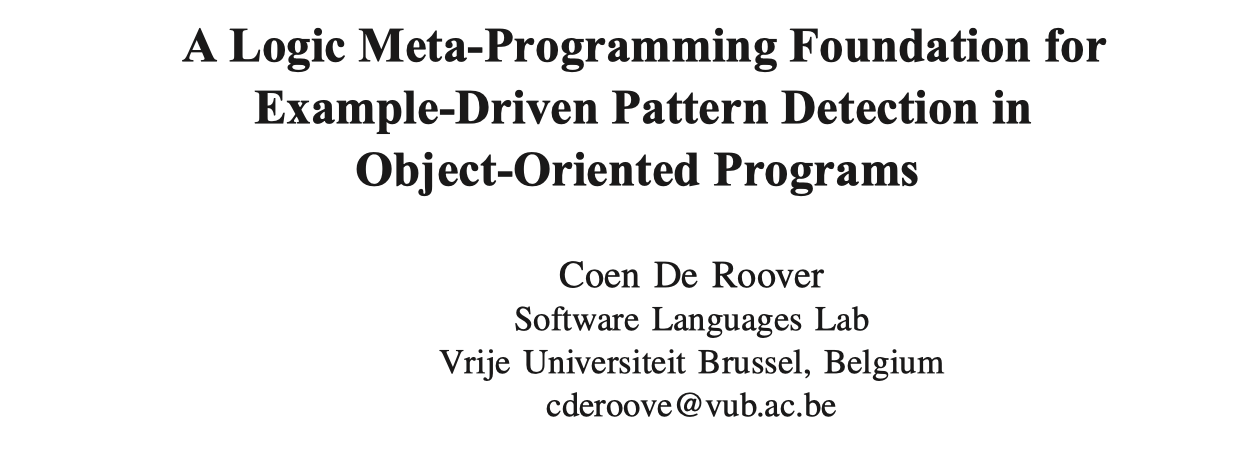 A Logic Meta-Programming Foundation for
Example-Driven Pattern Detection in
Object-Oriented Programs
Coen De Roover
Software Languages Lab
Vrije Universiteit Brussel, Belgium
cderoove@vub.ac.be